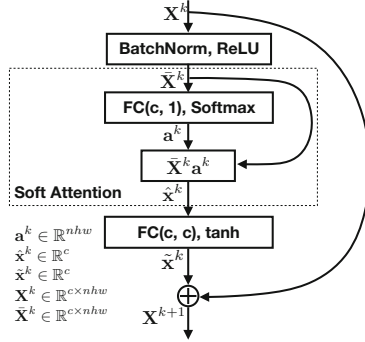 X^k
BatchNorm, ReLU
X̄^k
FC(c, 1), Softmax
a^k
X̄^k a^k
Soft Attention
x̂^k
FC(c, c), tanh
x̃^k
a^k ∈ ℝ^{nhw}
x̂^k ∈ ℝ^c
x̃^k ∈ ℝ^c
X^k ∈ ℝ^{c×nhw}
X̄^k ∈ ℝ^{c×nhw}
X^{k+1}